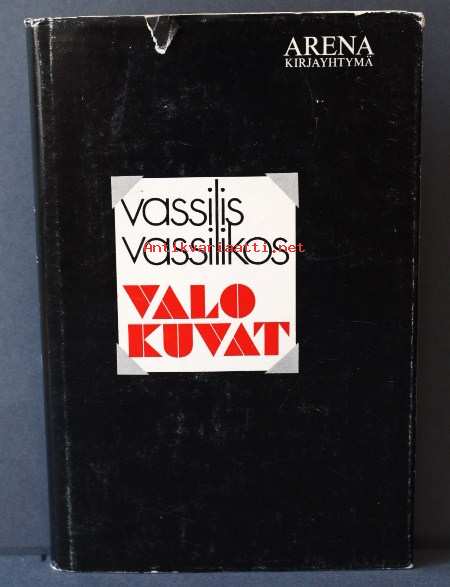 ARENA
KIRJAYHTYMÄ
vassilis
vassilikos
Antikvariaatti.net
VALO
KUVAT